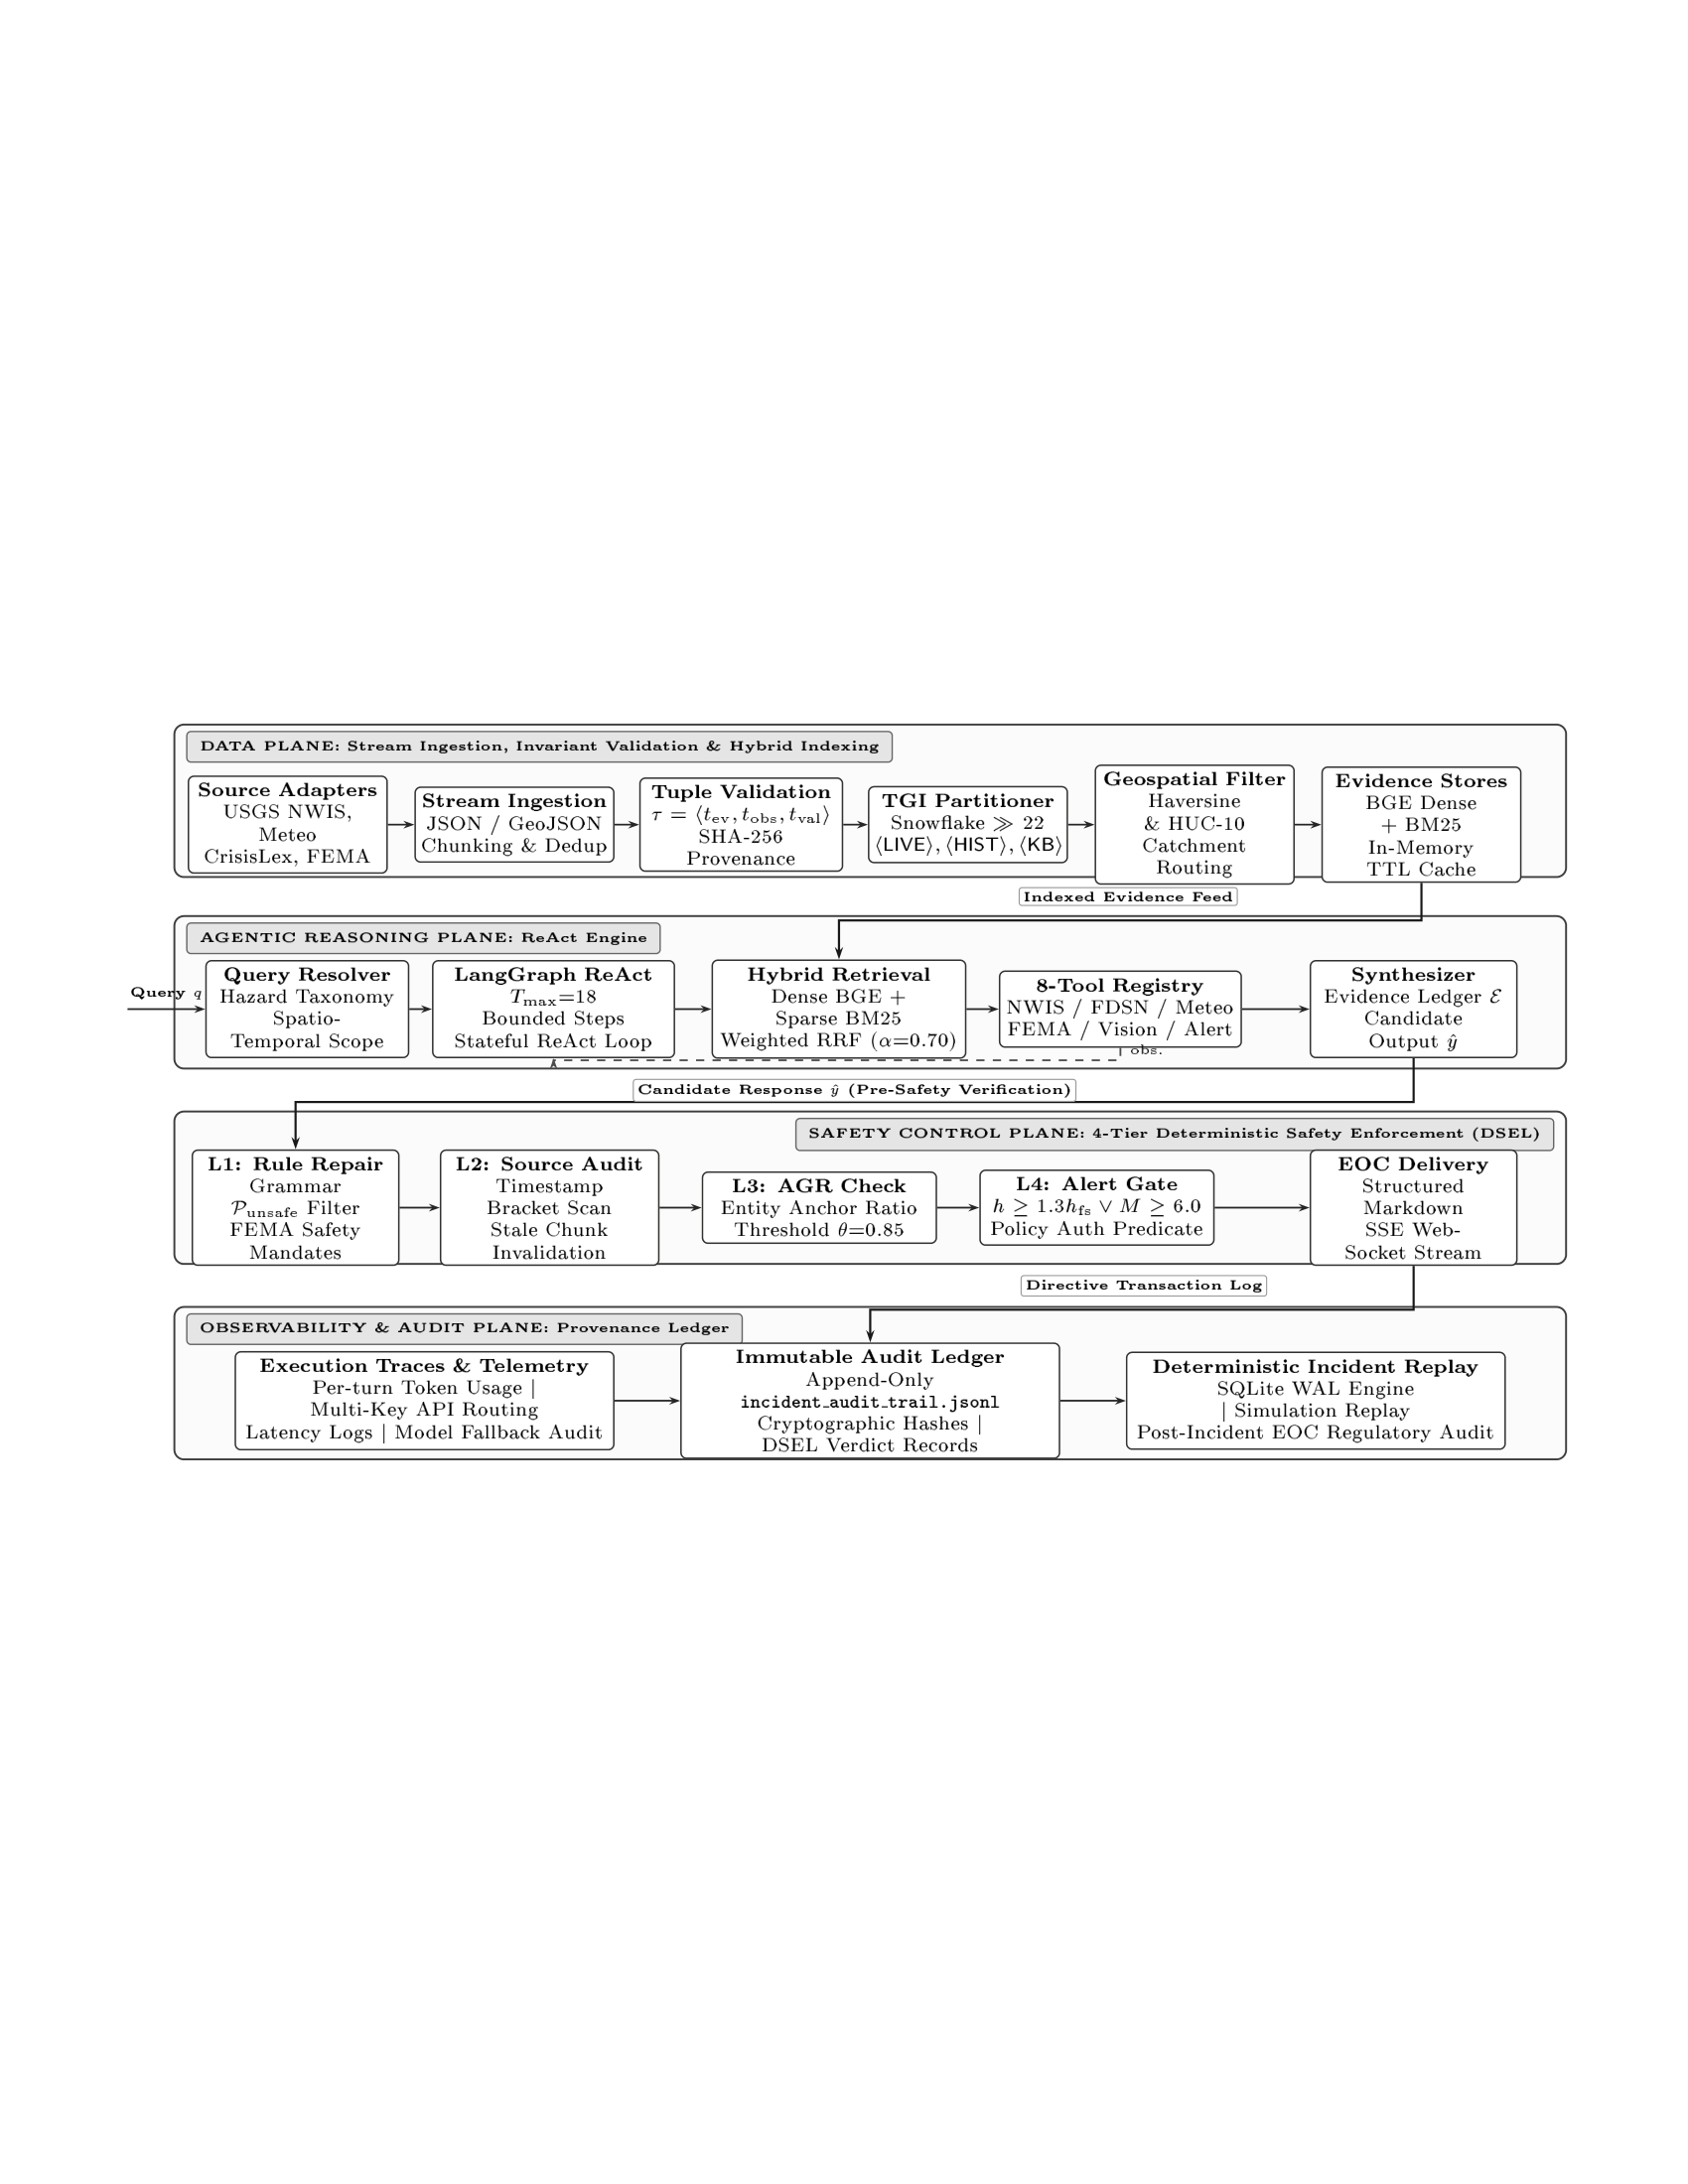 DATA PLANE: Stream Ingestion, Invariant Validation & Hybrid Indexing
Source Adapters
USGS NWIS,
Meteo
CrisisLex, FEMA
Stream Ingestion
JSON / GeoJSON
Chunking & Dedup
Tuple Validation
τ = ⟨t_ev, t_obs, t_val⟩
SHA-256
Provenance
TGI Partitioner
Snowflake ≫ 22
⟨LIVE⟩, ⟨HIST⟩, ⟨KB⟩
Geospatial Filter
Haversine
& HUC-10
Catchment
Routing
Evidence Stores
BGE Dense
+ BM25
In-Memory
TTL Cache
Indexed Evidence Feed
AGENTIC REASONING PLANE: ReAct Engine
Query q
Query Resolver
Hazard Taxonomy
Spatio-
Temporal Scope
LangGraph ReAct
T_max=18
Bounded Steps
Stateful ReAct Loop
Hybrid Retrieval
Dense BGE +
Sparse BM25
Weighted RRF (α=0.70)
8-Tool Registry
NWIS / FDSN / Meteo
FEMA / Vision / Alert
obs.
Synthesizer
Evidence Ledger ℰ
Candidate
Output ŷ
Candidate Response ŷ (Pre-Safety Verification)
SAFETY CONTROL PLANE: 4-Tier Deterministic Safety Enforcement (DSEL)
L1: Rule Repair
Grammar
𝒫_unsafe Filter
FEMA Safety
Mandates
L2: Source Audit
Timestamp
Bracket Scan
Stale Chunk
Invalidation
L3: AGR Check
Entity Anchor Ratio
Threshold θ=0.85
L4: Alert Gate
h ≥ 1.3h_fs ∨ M ≥ 6.0
Policy Auth Predicate
EOC Delivery
Structured
Markdown
SSE Web-
Socket Stream
Directive Transaction Log
OBSERVABILITY & AUDIT PLANE: Provenance Ledger
Execution Traces & Telemetry
Per-turn Token Usage |
Multi-Key API Routing
Latency Logs | Model Fallback Audit
Immutable Audit Ledger
Append-Only
incident_audit_trail.jsonl
Cryptographic Hashes |
DSEL Verdict Records
Deterministic Incident Replay
SQLite WAL Engine
| Simulation Replay
Post-Incident EOC Regulatory Audit